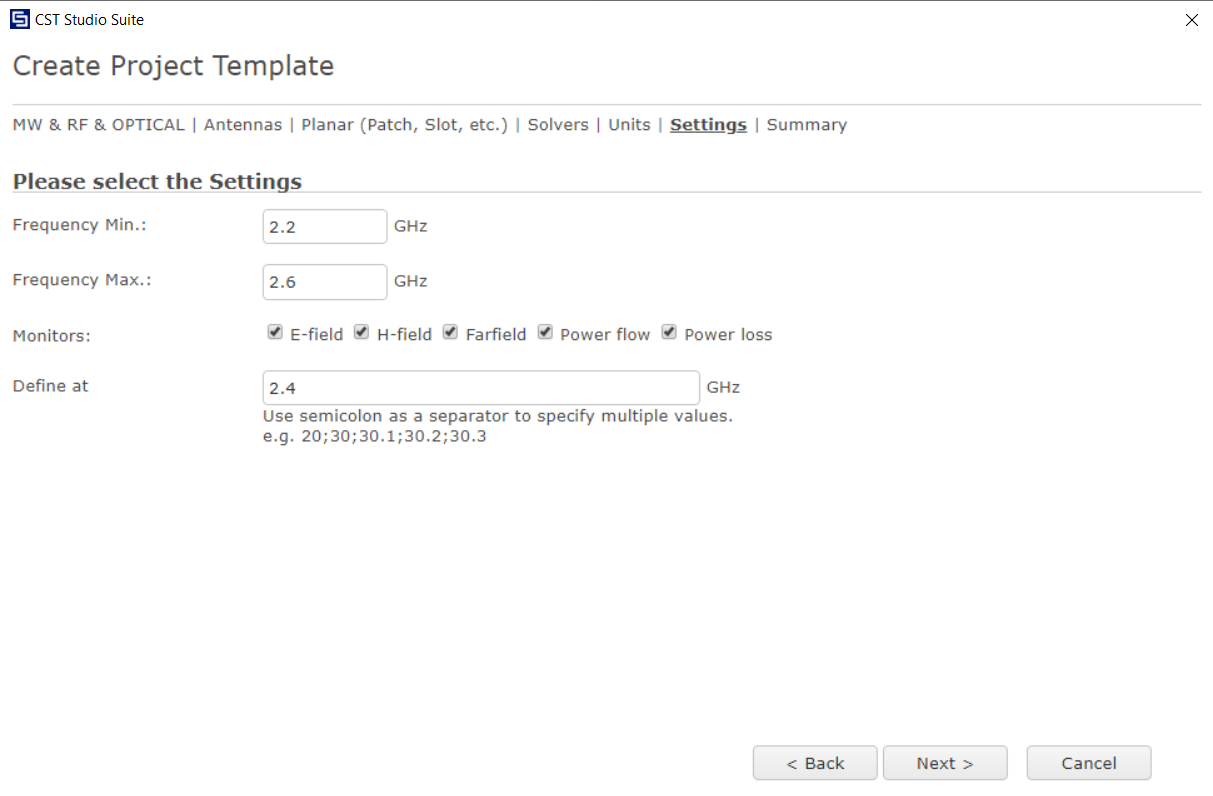 CST Studio Suite
Create Project Template
MW & RF & OPTICAL | Antennas | Planar (Patch, Slot, etc.) | Solvers | Units | Settings | Summary
Please select the Settings
Frequency Min.: 2.2 GHz
Frequency Max.: 2.6 GHz
Monitors: E-field H-field Farfield Power flow Power loss
Define at 2.4 GHz
Use semicolon as a separator to specify multiple values.
e.g. 20;30;30.1;30.2;30.3
< Back Next > Cancel